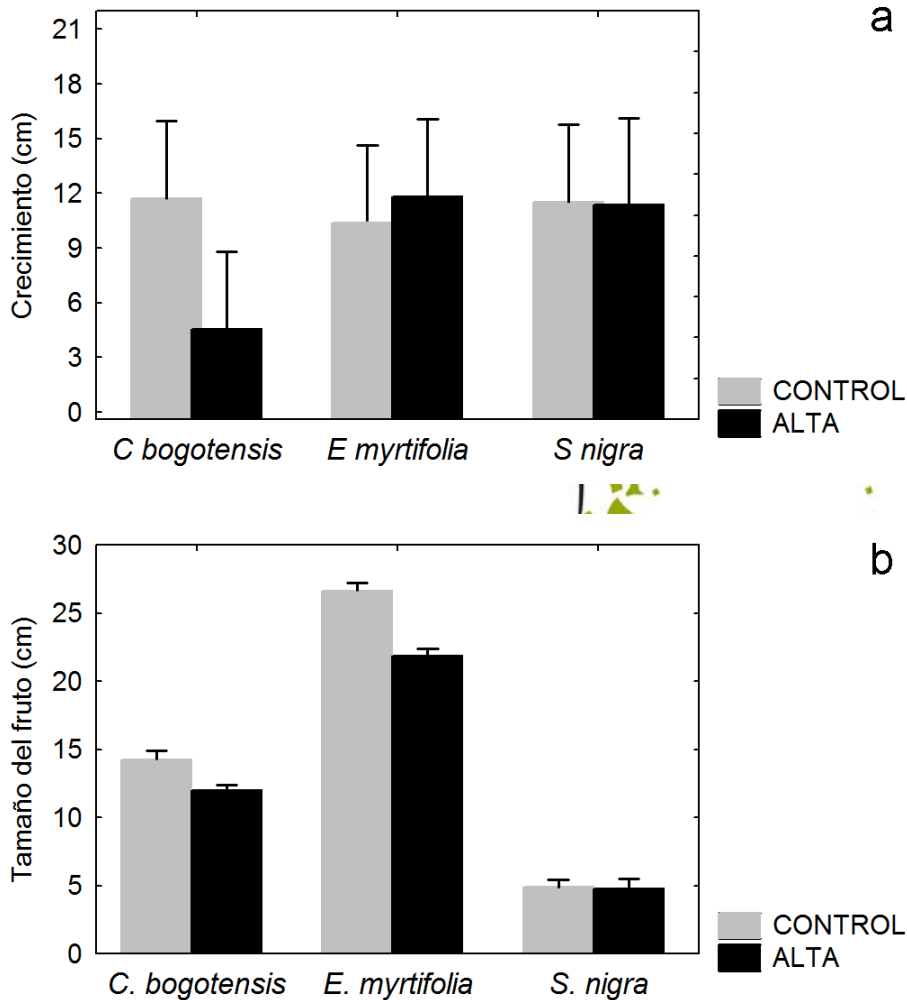 a
21
18
15
12
9
6
3
0
Crecimiento (cm)
C bogotensis E myrtifolia S nigra
CONTROL
ALTA
b
30
25
20
15
10
5
0
Tamaño del fruto (cm)
C. bogotensis E. myrtifolia S. nigra
CONTROL
ALTA